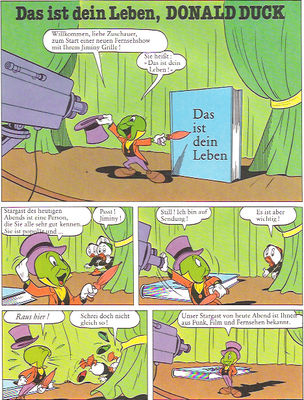 Das ist dein Leben, DONALD DUCK
Willkommen, liebe Zuschauer,
zum Start einer neuen Fernsehshow
mit Ihrem Jiminy Grille!
Sie heißt:
»Das ist dein
Leben!«
Das
ist
dein
Leben
Stargast des heutigen
Abends ist eine Person,
die Sie alle sehr gut kennen.
Sie ist populär und ...
Pssst!
Jiminy!
Still! Ich bin auf
Sendung!
Es ist aber
wichtig!
Raus hier!
Schrei doch nicht
gleich so!
Unser Stargast von heute Abend ist Ihnen
aus Funk, Film und Fernsehen bekannt.